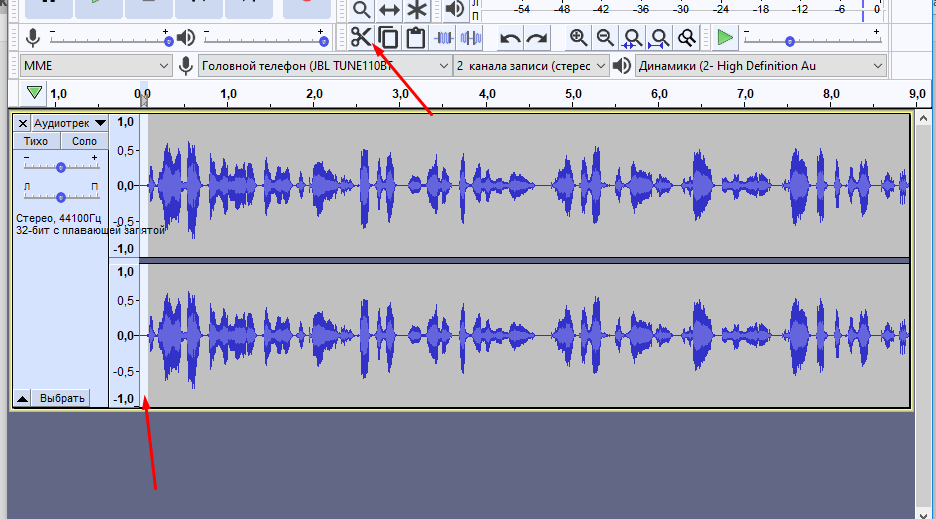 -54 -48 -42 -36 -30 -24 -18 -12 -6 0
Л
П
- +
- +
- +
MME
Головной телефон (JBL TUNE110BT
2 канала записи (стерес
Динамики (2- High Definition Au
1,0 0,0 1,0 2,0 3,0 4,0 5,0 6,0 7,0 8,0 9,0
Аудиотрек
Тихо Соло
- +
Л П
Стерео, 44100Гц
32-бит с плавающей запятой
Выбрать
1,0
0,5
0,0
-0,5
-1,0
1,0
0,5
0,0
-0,5
-1,0